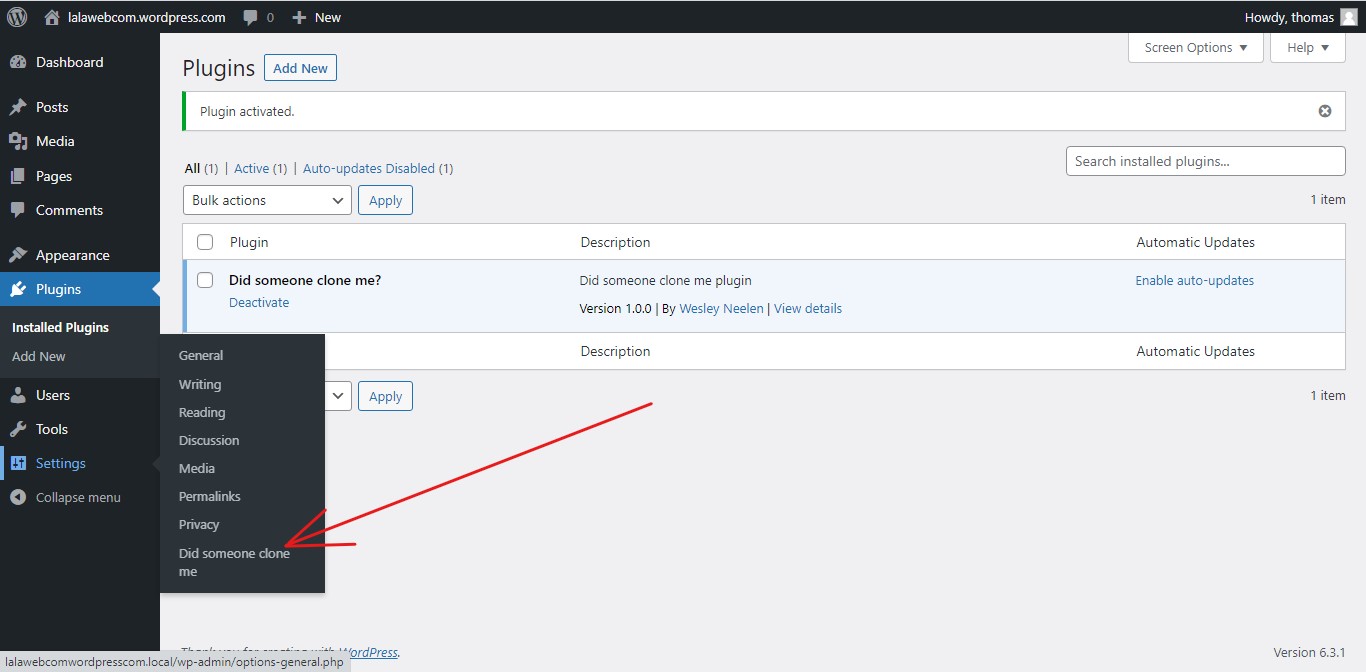 lalawebcom.wordpress.com 0 New Howdy, thomas
Screen Options Help
Dashboard
Posts
Media
Pages
Comments
Appearance
Plugins
Installed Plugins
Add New
Users
Tools
Settings
Collapse menu
General
Writing
Reading
Discussion
Media
Permalinks
Privacy
Did someone clone
me
Plugins Add New
Plugin activated.
All (1) | Active (1) | Auto-updates Disabled (1)
Search installed plugins...
Bulk actions Apply
1 item
Plugin Description Automatic Updates
Did someone clone me? Did someone clone me plugin Enable auto-updates
Deactivate Version 1.0.0 | By Wesley Neelen | View details
Description Automatic Updates
Apply 1 item
Thank you for creating with WordPress. Version 6.3.1
lalawebcomwordpresscom.local/wp-admin/options-general.php